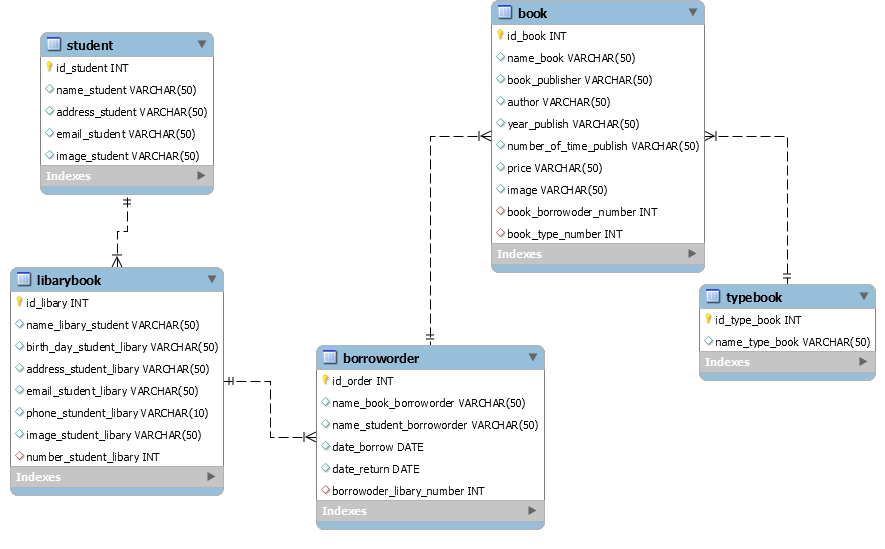 student
id_student INT
name_student VARCHAR(50)
address_student VARCHAR(50)
email_student VARCHAR(50)
image_student VARCHAR(50)
Indexes
book
id_book INT
name_book VARCHAR(50)
book_publisher VARCHAR(50)
author VARCHAR(50)
year_publish VARCHAR(50)
number_of_time_publish VARCHAR(50)
price VARCHAR(50)
image VARCHAR(50)
book_borrowoder_number INT
book_type_number INT
Indexes
libarybook
id_libary INT
name_libary_student VARCHAR(50)
birth_day_student_libary VARCHAR(50)
address_student_libary VARCHAR(50)
email_student_libary VARCHAR(50)
phone_stundent_libary VARCHAR(10)
image_student_libary VARCHAR(50)
number_student_libary INT
Indexes
borroworder
id_order INT
name_book_borroworder VARCHAR(50)
name_student_borroworder VARCHAR(50)
date_borrow DATE
date_return DATE
borrowoder_libary_number INT
Indexes
typebook
id_type_book INT
name_type_book VARCHAR(50)
Indexes